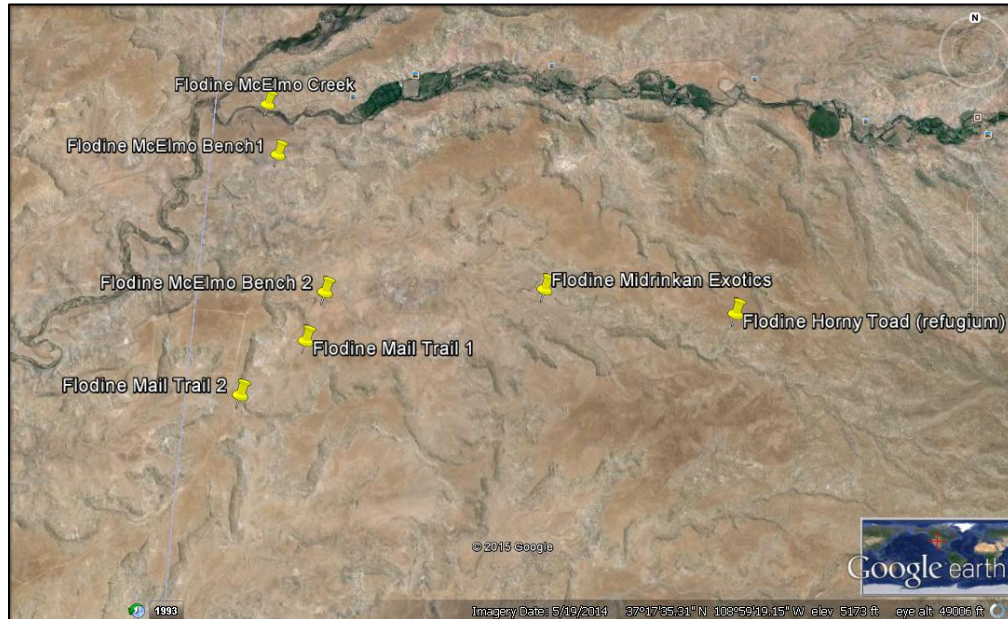 N
Flodine McElmo Creek
Flodine McElmo Bench1
Flodine McElmo Bench 2
Flodine Midrinkan Exotics
Flodine Horny Toad (refugium)
Flodine Mail Trail 1
Flodine Mail Trail 2
© 2015 Google
Google earth
1993
Imagery Date: 5/19/2014 37°17'35.31" N 108°59'19.15" W elev 5173 ft eye alt 49006 ft